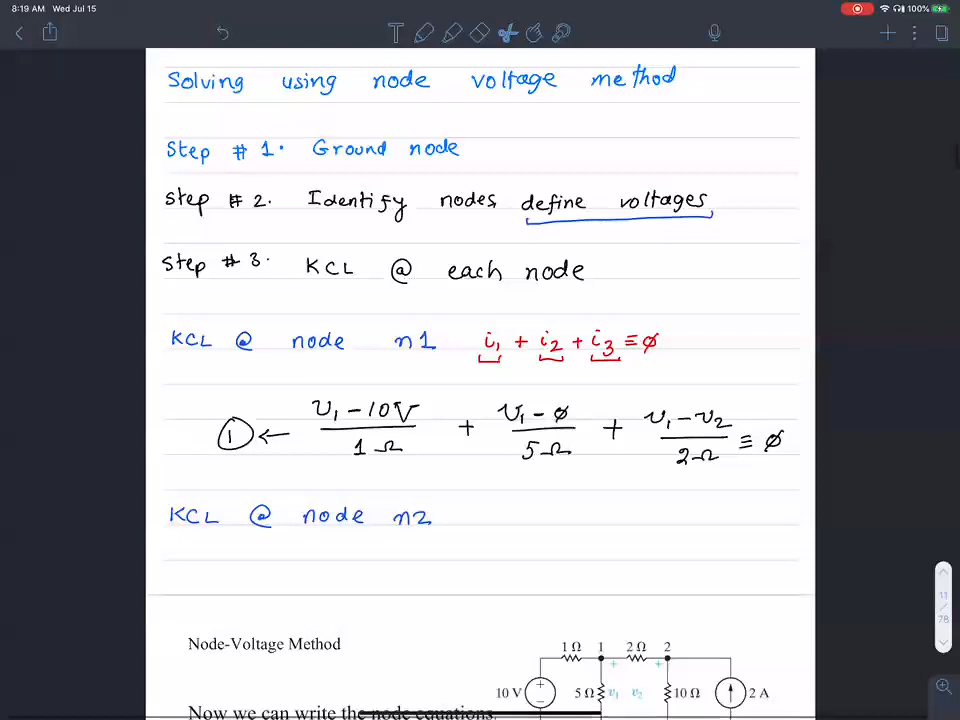 8:19 AM Wed Jul 15
100%
T
Solving using node voltage method
Step # 1. Ground node
Step # 2. Identify nodes define voltages
Step # 3. KCL @ each node
KCL @ node n1 i1 + i2 + i3 ≡ ∅
① ← v1 - 10V / 1Ω + v1 - ∅ / 5Ω + v1 - v2 / 2Ω ≡ ∅
KCL @ node n2
11 / 78
Node-Voltage Method
1 Ω 1 2 Ω 2
+ +
10 V + − 5 Ω v1 v2 10 Ω 2 A
Now we can write the node equations.